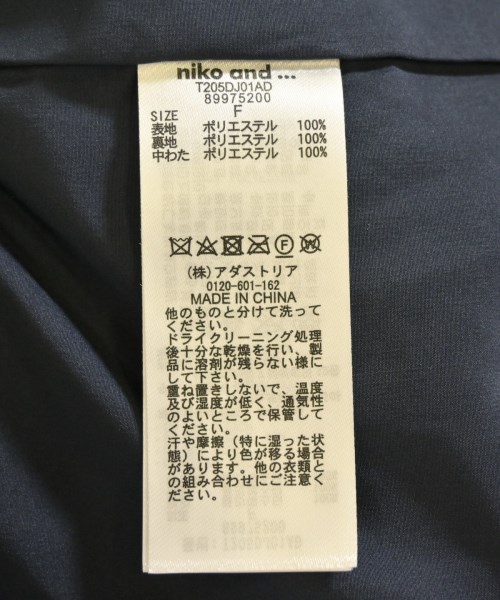 niko and ...
T205DJ01AD
89975200
SIZE F
表地 ポリエステル 100%
裏地 ポリエステル 100%
中わた ポリエステル 100%
(株)アダストリア
0120-601-162
MADE IN CHINA
他のものと分けて洗って
ください。
ドライクリーニング処理
後十分な乾燥を行い、製
品に溶剤が残らない様に
して下さい。
重ね置きしないで、温度
及び湿度が低く、通気性
のよいところで保管して
ください。
汗や摩擦（特に湿った状
態）により色が移る場合
があります。他の衣類と
の組み合わせにご注意く
ださい。